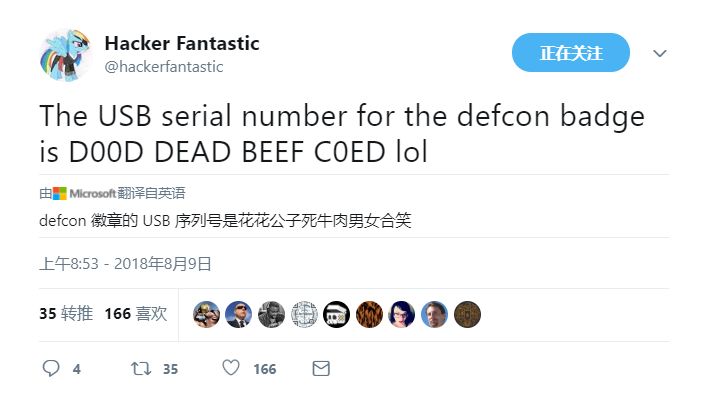 Hacker Fantastic
@hackerfantastic
正在关注
The USB serial number for the defcon badge
is D00D DEAD BEEF C0ED lol
由 Microsoft 翻译自英语
defcon 徽章的 USB 序列号是花花公子死牛肉男女合笑
上午8:53 - 2018年8月9日
35 转推 166 喜欢
4 35 166